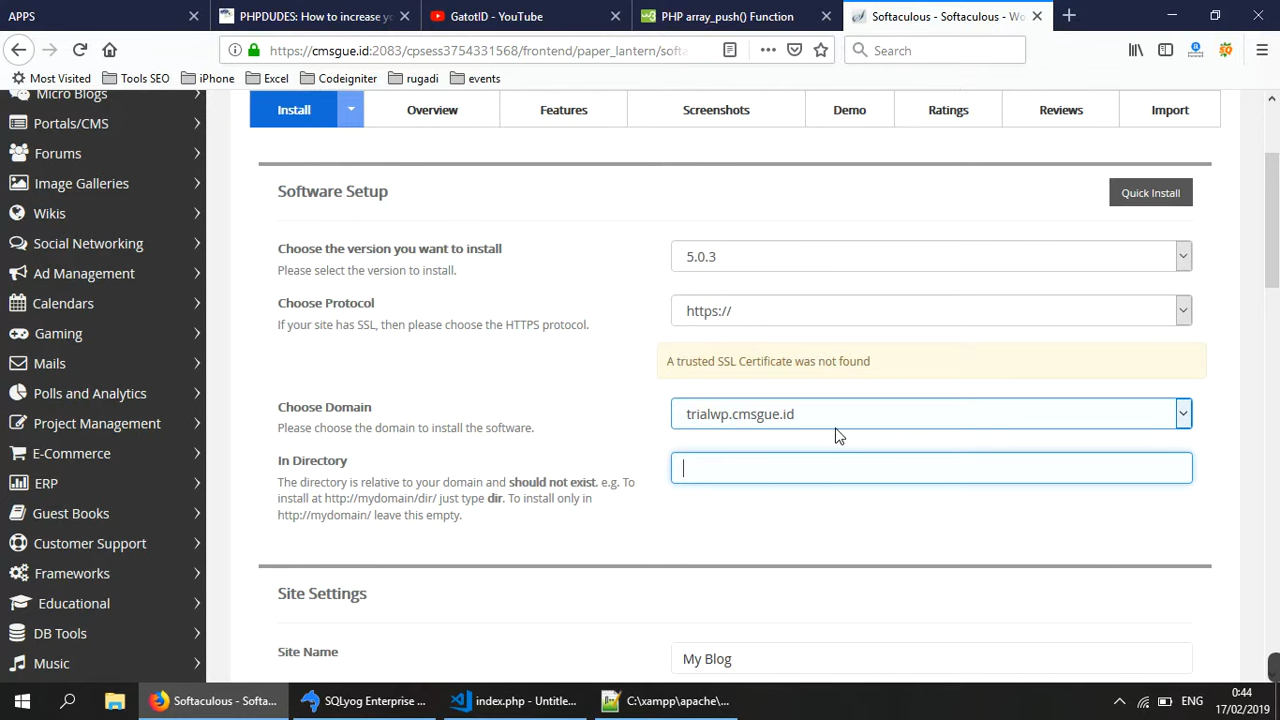 APPS
PHPDUDES: How to increase yo
GatotID - YouTube
PHP array_push() Function
Softaculous - Softaculous - Wo
https://cmsgue.id:2083/cpsess3754331568/frontend/paper_lantern/softa
Search
Most Visited
Tools SEO
iPhone
Excel
Codeigniter
rugadi
events
Micro Blogs
Portals/CMS
Forums
Image Galleries
Wikis
Social Networking
Ad Management
Calendars
Gaming
Mails
Polls and Analytics
Project Management
E-Commerce
ERP
Guest Books
Customer Support
Frameworks
Educational
DB Tools
Music
Install
Overview
Features
Screenshots
Demo
Ratings
Reviews
Import
Software Setup
Quick Install
Choose the version you want to install
Please select the version to install.
5.0.3
Choose Protocol
If your site has SSL, then please choose the HTTPS protocol.
https://
A trusted SSL Certificate was not found
Choose Domain
Please choose the domain to install the software.
trialwp.cmsgue.id
In Directory
The directory is relative to your domain and should not exist. e.g. To
install at http://mydomain/dir/ just type dir. To install only in
http://mydomain/ leave this empty.
Site Settings
Site Name
My Blog
Softaculous - Softa...
SQLyog Enterprise ...
index.php - Untitle...
C:\xampp\apache\...
ENG
0:44
17/02/2019